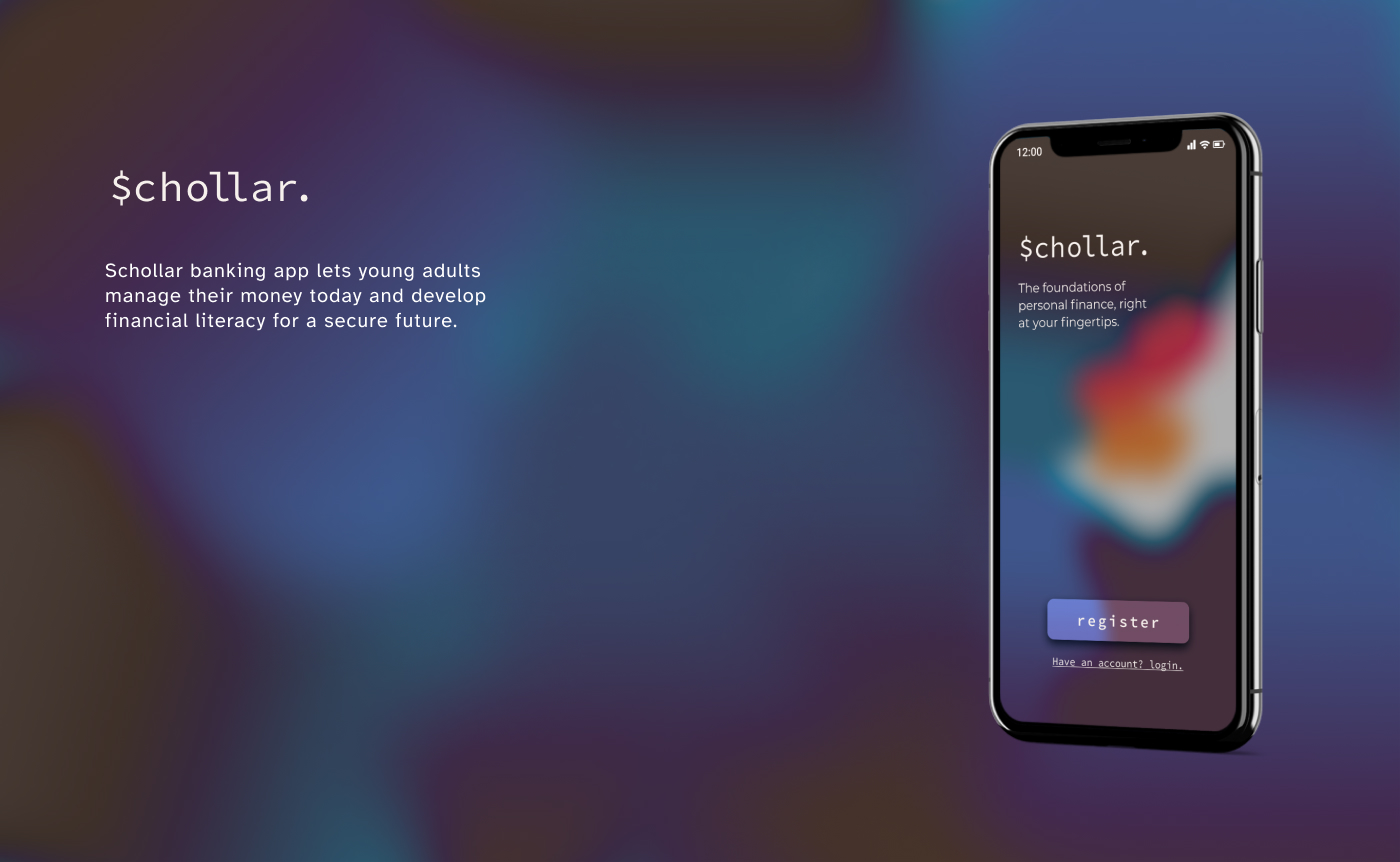 $chollar.
Schollar banking app lets young adults
manage their money today and develop
financial literacy for a secure future.
12:00
$chollar.
The foundations of
personal finance, right
at your fingertips.
register
Have an account? login.